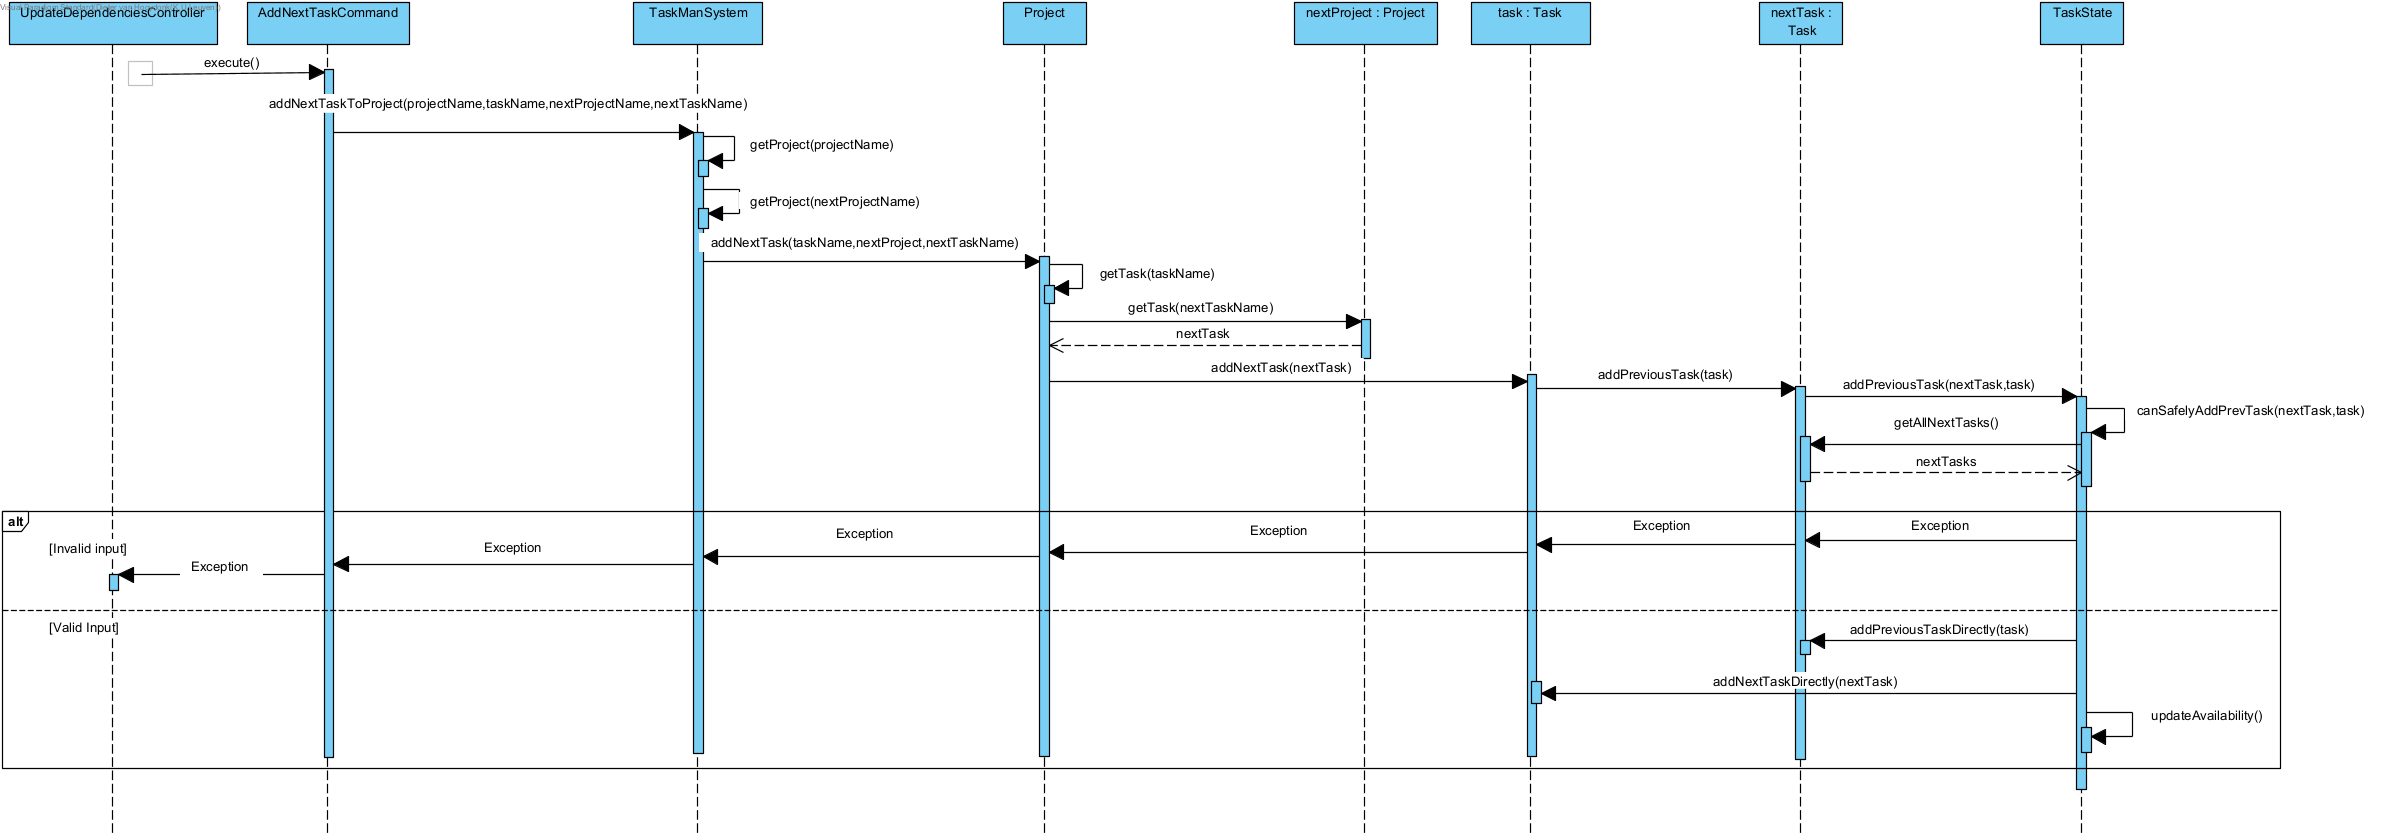 UpdateDependenciesController
AddNextTaskCommand
TaskManSystem
Project
nextProject : Project
task : Task
nextTask :
Task
TaskState
execute()
addNextTaskToProject(projectName,taskName,nextProjectName,nextTaskName)
getProject(projectName)
getProject(nextProjectName)
addNextTask(taskName,nextProject,nextTaskName)
getTask(taskName)
getTask(nextTaskName)
nextTask
addNextTask(nextTask)
addPreviousTask(task)
addPreviousTask(nextTask,task)
canSafelyAddPrevTask(nextTask,task)
getAllNextTasks()
nextTasks
alt
[Invalid input]
Exception
Exception
Exception
Exception
Exception
Exception
[Valid Input]
addPreviousTaskDirectly(task)
addNextTaskDirectly(nextTask)
updateAvailability()